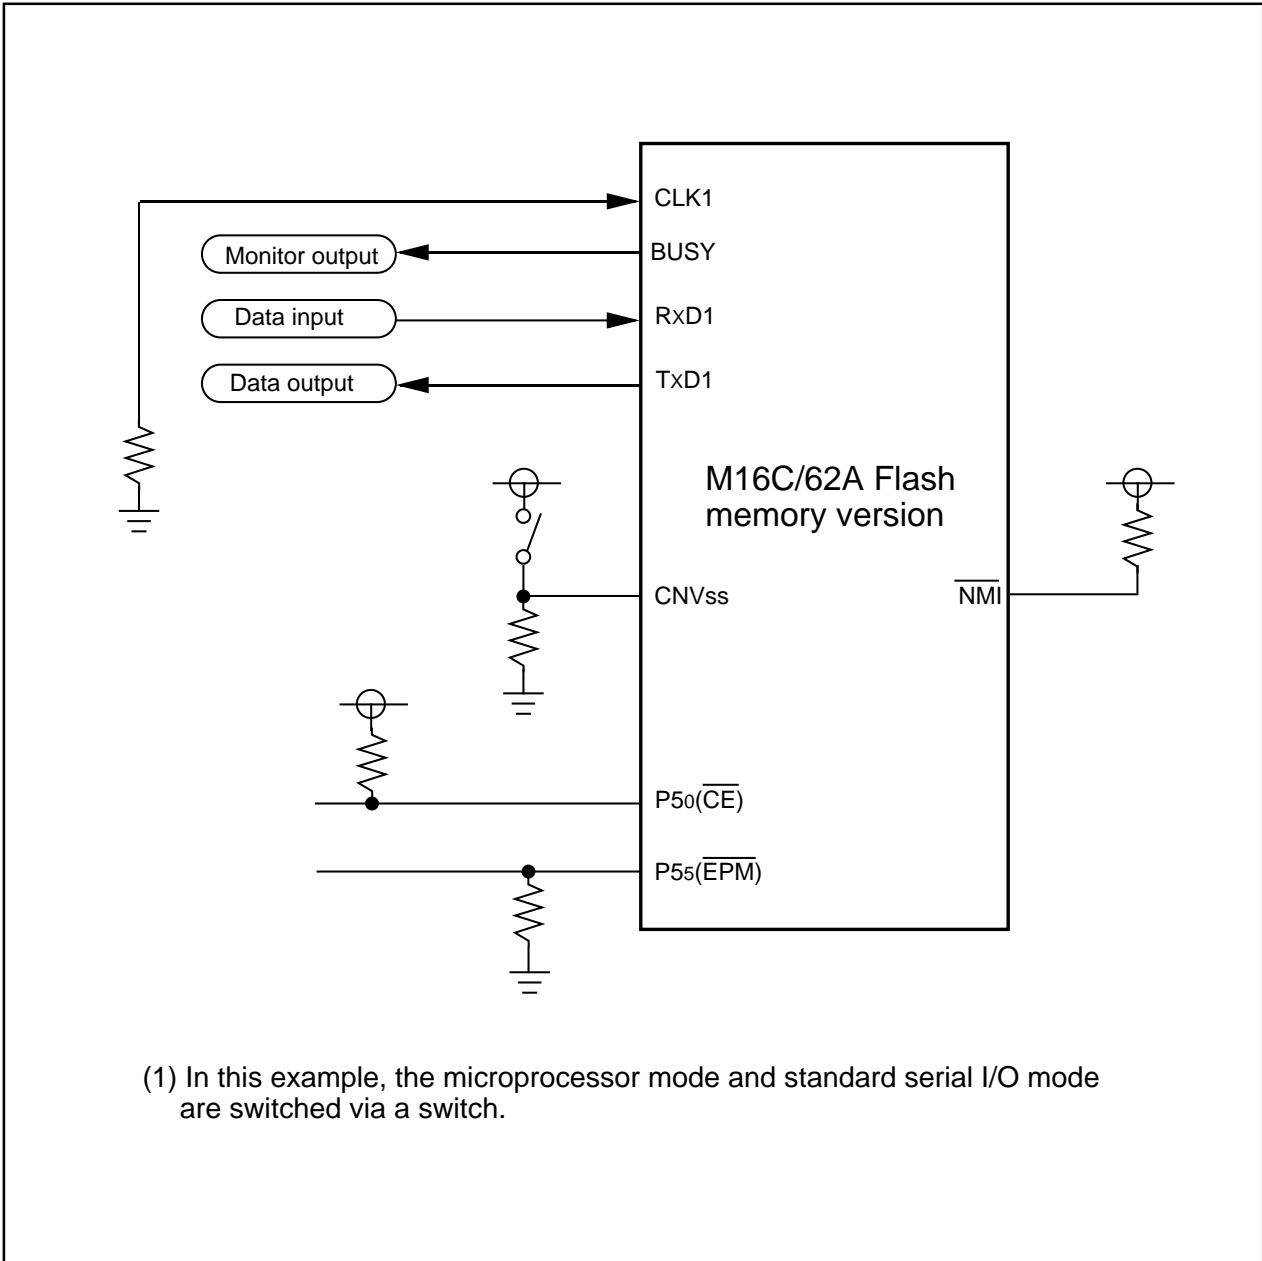 CLK1
Monitor output
BUSY
Data input
RxD1
Data output
TxD1
M16C/62A Flash
memory version
CNVss
NMI
P50(CE)
P55(EPM)
(1) In this example, the microprocessor mode and standard serial I/O mode
are switched via a switch.